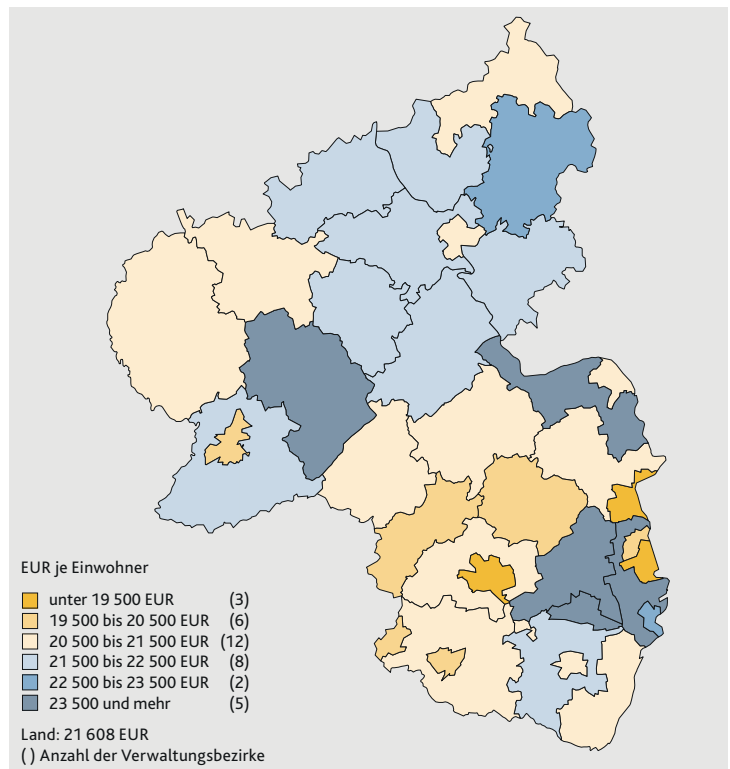 EUR je Einwohner
unter 19 500 EUR (3)
19 500 bis 20 500 EUR (6)
20 500 bis 21 500 EUR (12)
21 500 bis 22 500 EUR (8)
22 500 bis 23 500 EUR (2)
23 500 und mehr (5)
Land: 21 608 EUR
( ) Anzahl der Verwaltungsbezirke